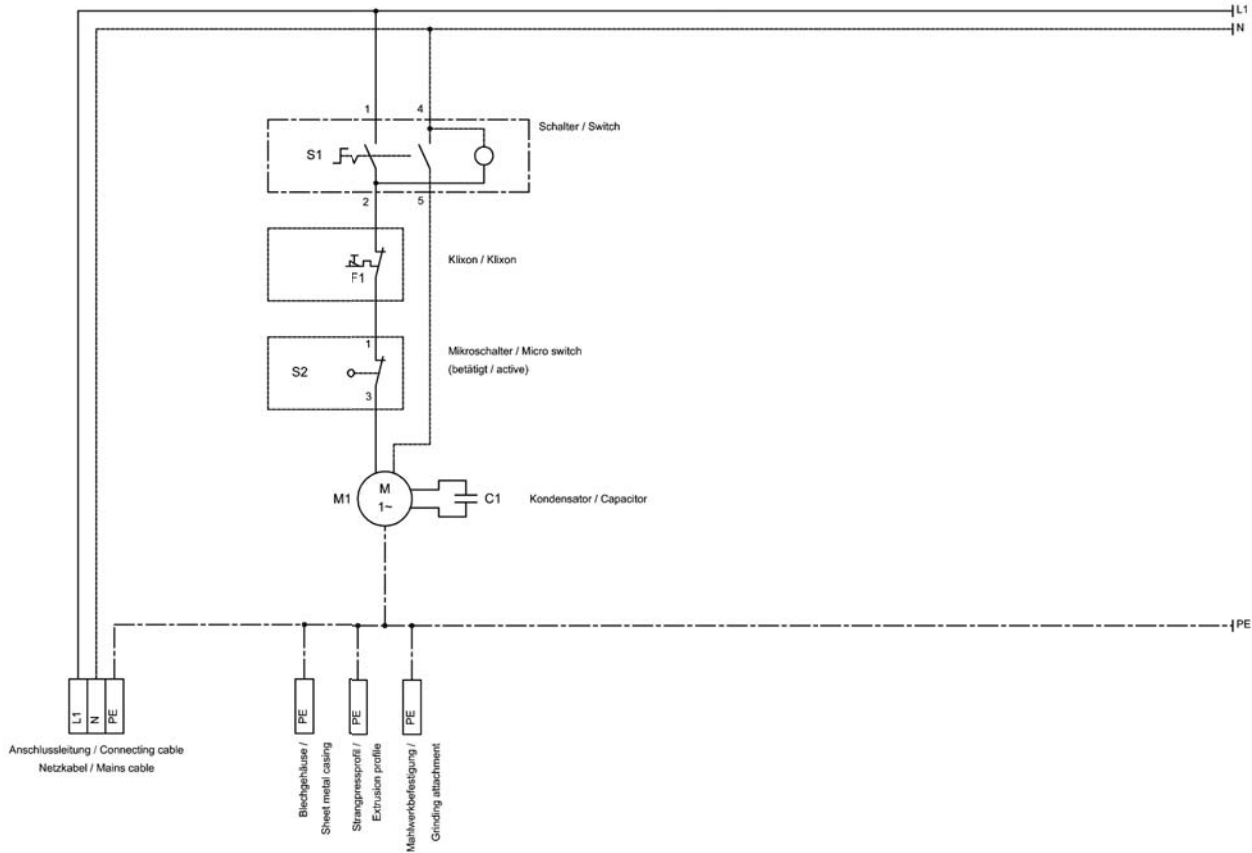 L1
N
1
4
Schalter / Switch
S1
2
5
Klixon / Klixon
F1
1
Mikroschalter / Micro switch
(betätigt / active)
S2
3
M1
M
1~
C1
Kondensator / Capacitor
PE
L1
N
PE
PE
PE
PE
Anschlussleitung / Connecting cable
Netzkabel / Mains cable
Blechgehäuse /
Sheet metal casing
Strangpressprofil /
Extrusion profile
Mahlwerkbefestigung /
Grinding attachment